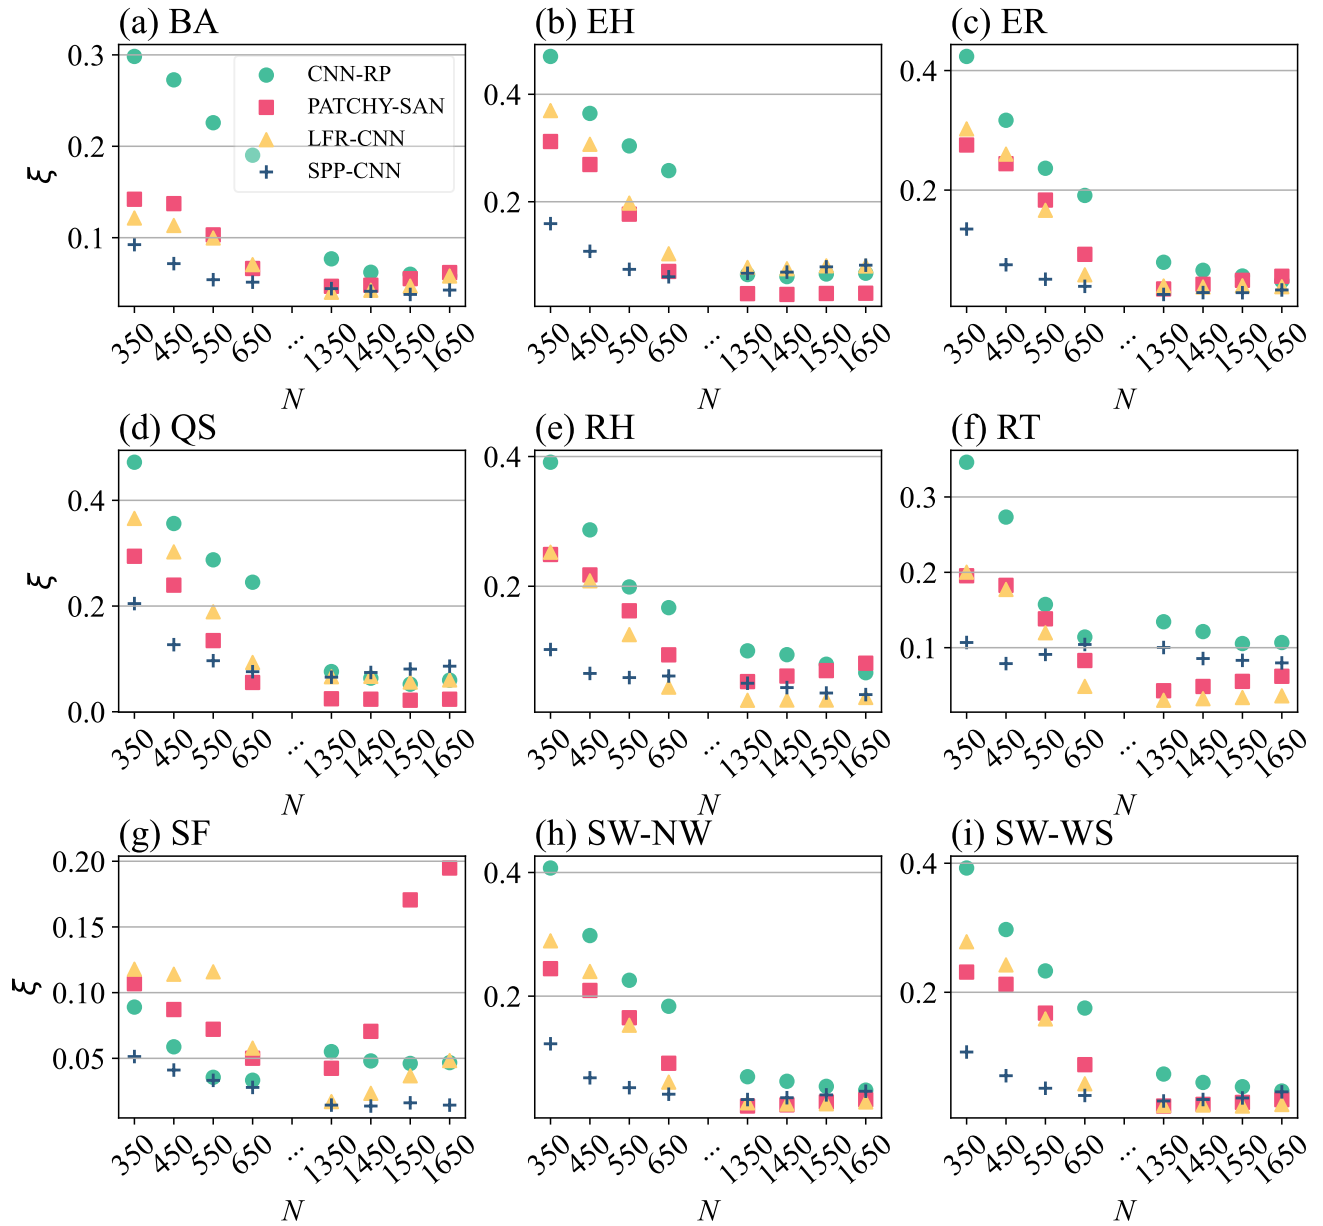 (a) BA
(b) EH
(c) ER
0.3
0.2
0.1
ξ
CNN-RP
PATCHY-SAN
LFR-CNN
SPP-CNN
350 450 550 650 ... 1350 1450 1550 1650
N
0.4
0.2
350 450 550 650 ... 1350 1450 1550 1650
N
0.4
0.2
350 450 550 650 ... 1350 1450 1550 1650
N
(d) QS
(e) RH
(f) RT
0.4
0.2
0.0
ξ
350 450 550 650 ... 1350 1450 1550 1650
N
0.4
0.2
350 450 550 650 ... 1350 1450 1550 1650
N
0.3
0.2
0.1
350 450 550 650 ... 1350 1450 1550 1650
N
(g) SF
(h) SW-NW
(i) SW-WS
0.20
0.15
0.10
0.05
ξ
350 450 550 650 ... 1350 1450 1550 1650
N
0.4
0.2
350 450 550 650 ... 1350 1450 1550 1650
N
0.4
0.2
350 450 550 650 ... 1350 1450 1550 1650
N